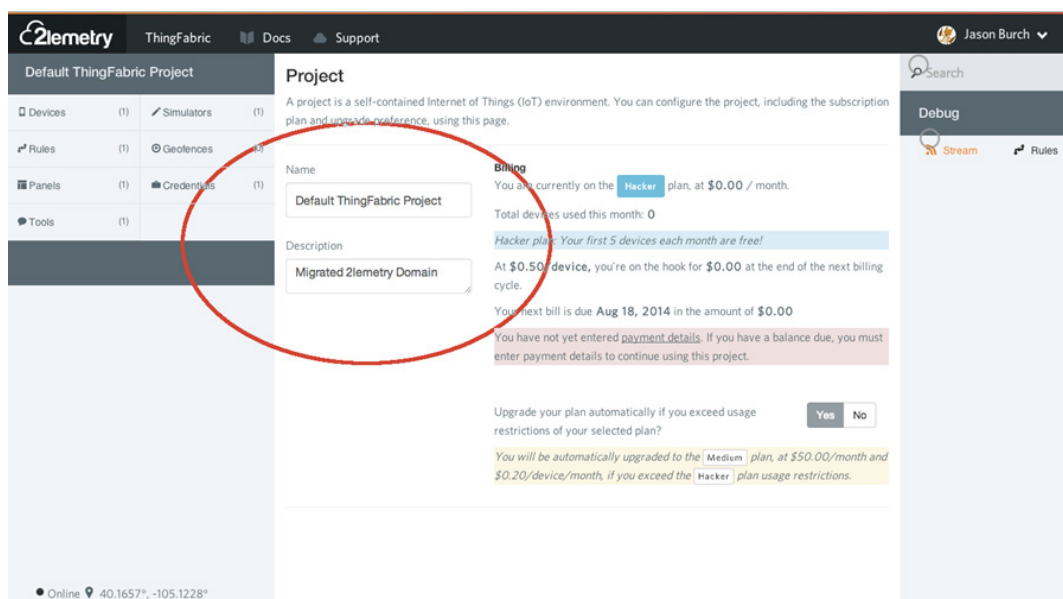 2lemetry ThingFabric Docs Support Jason Burch
Default ThingFabric Project
Devices (1) Simulators (1)
Rules (1) Geofences (0)
Panels (1) Credentials (1)
Tools (1)
Online 40.1657°, -105.1228°
Project
A project is a self-contained Internet of Things (IoT) environment. You can configure the project, including the subscription
plan and upgrade preference, using this page.
Name
Default ThingFabric Project
Description
Migrated 2lemetry Domain
Billing
You are currently on the Hacker plan, at $0.00 / month.
Total devices used this month: 0
Hacker plan: Your first 5 devices each month are free!
At $0.50/device, you're on the hook for $0.00 at the end of the next billing
cycle.
Your next bill is due Aug 18, 2014 in the amount of $0.00
You have not yet entered payment details. If you have a balance due, you must
enter payment details to continue using this project.
Upgrade your plan automatically if you exceed usage
restrictions of your selected plan?
Yes No
You will be automatically upgraded to the Medium plan, at $50.00/month and
$0.20/device/month, if you exceed the Hacker plan usage restrictions.
Search
Debug
Stream Rules